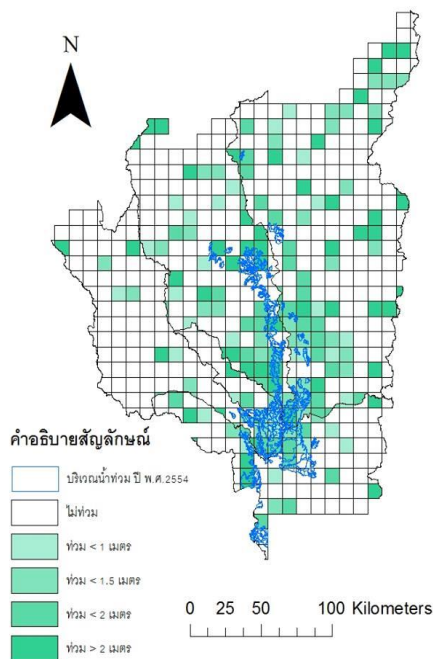 N
คำอธิบายสัญลักษณ์
บริเวณน้ำท่วม ปี พ.ศ.2554
ไม่ท่วม
ท่วม < 1 เมตร
ท่วม < 1.5 เมตร
ท่วม < 2 เมตร
ท่วม > 2 เมตร
0 25 50 100 Kilometers